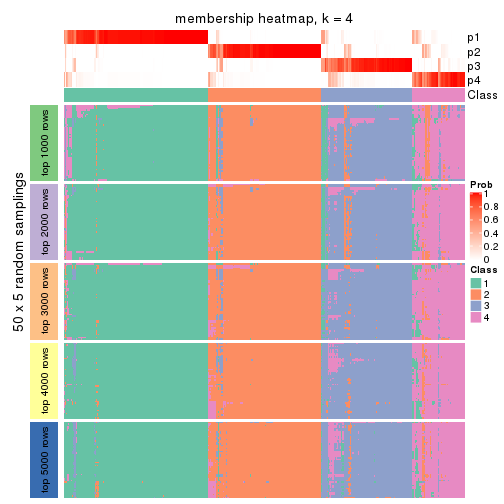 membership heatmap, k = 4
p1
p2
p3
p4
Class
50 x 5 random samplings
top 1000 rows
top 2000 rows
top 3000 rows
top 4000 rows
top 5000 rows
Prob
1
0.8
0.6
0.4
0.2
0
Class
1
2
3
4